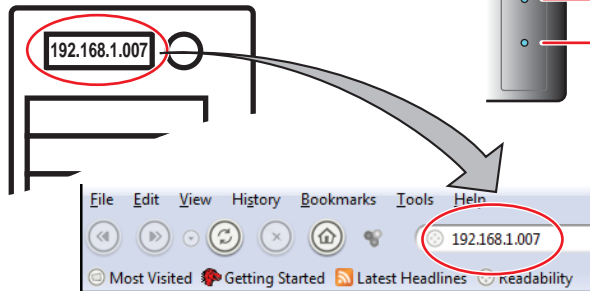 192.168.1.007
File Edit View History Bookmarks Tools Help
192.168.1.007
Most Visited Getting Started Latest Headlines Readability